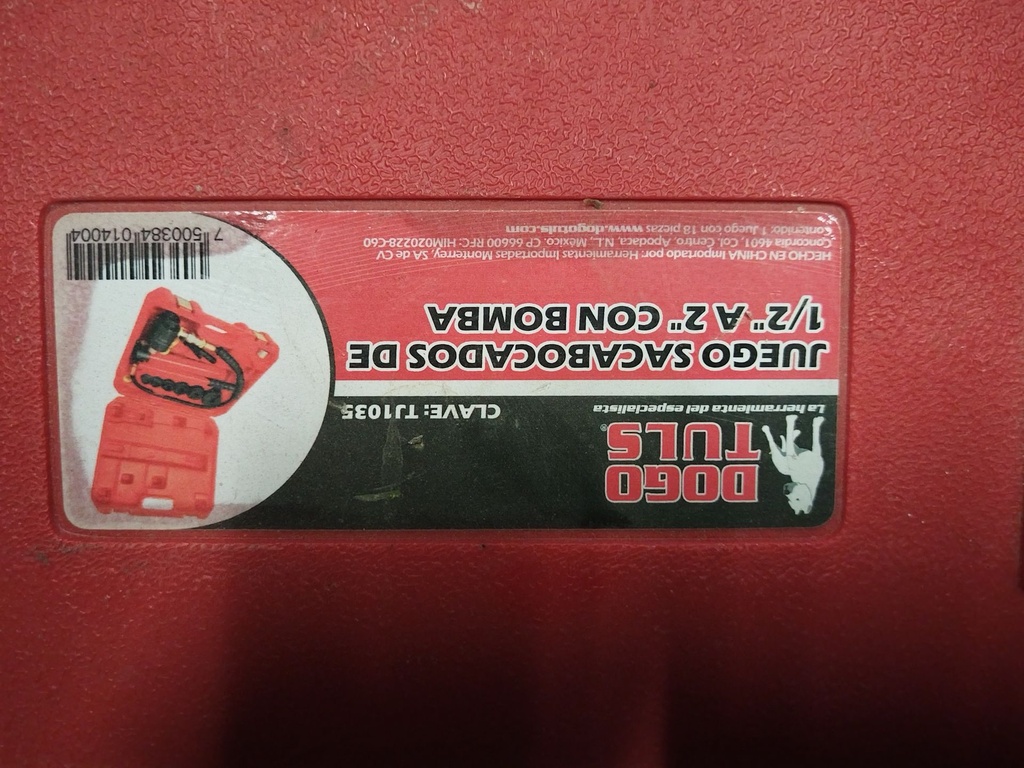 DOGO
TULS®
La herramienta del especialista
CLAVE: TJ1035
JUEGO SACABOCADOS DE
1/2" A 2" CON BOMBA
HECHO EN CHINA Importado por: Herramientas Importadas Monterrey, SA de CV
Concordia 4601, Col. Centro, Apodaca, N.L., México. CP 66600 RFC: HIM020228-C60
Contenido: 1 Juego con 18 piezas www.dogotuls.com
7 500384 014004